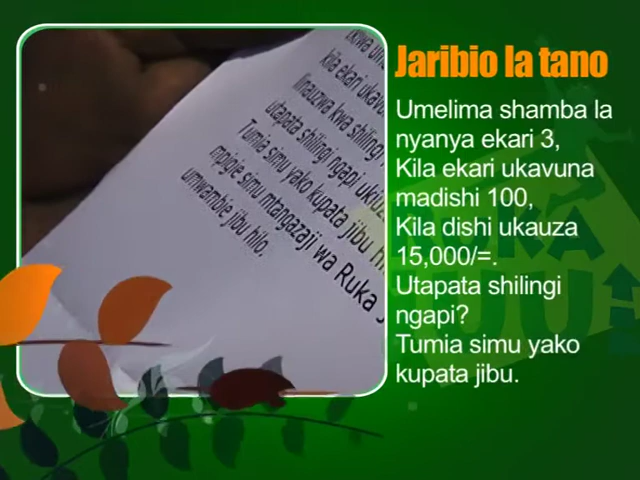 Jaribio la tano
Umelima shamba la
nyanya ekari 3,
Kila ekari ukavuna
madishi 100,
Kila dishi ukauza
15,000/=.
Utapata shilingi
ngapi?
Tumia simu yako
kupata jibu.
kila ekari
linauzwa kwa shilingi
utapata shilingi ngapi
Tumia simu yako kupata jibu
mpigie simu mtangazaji wa Ruka
umwambie jibu hilo.